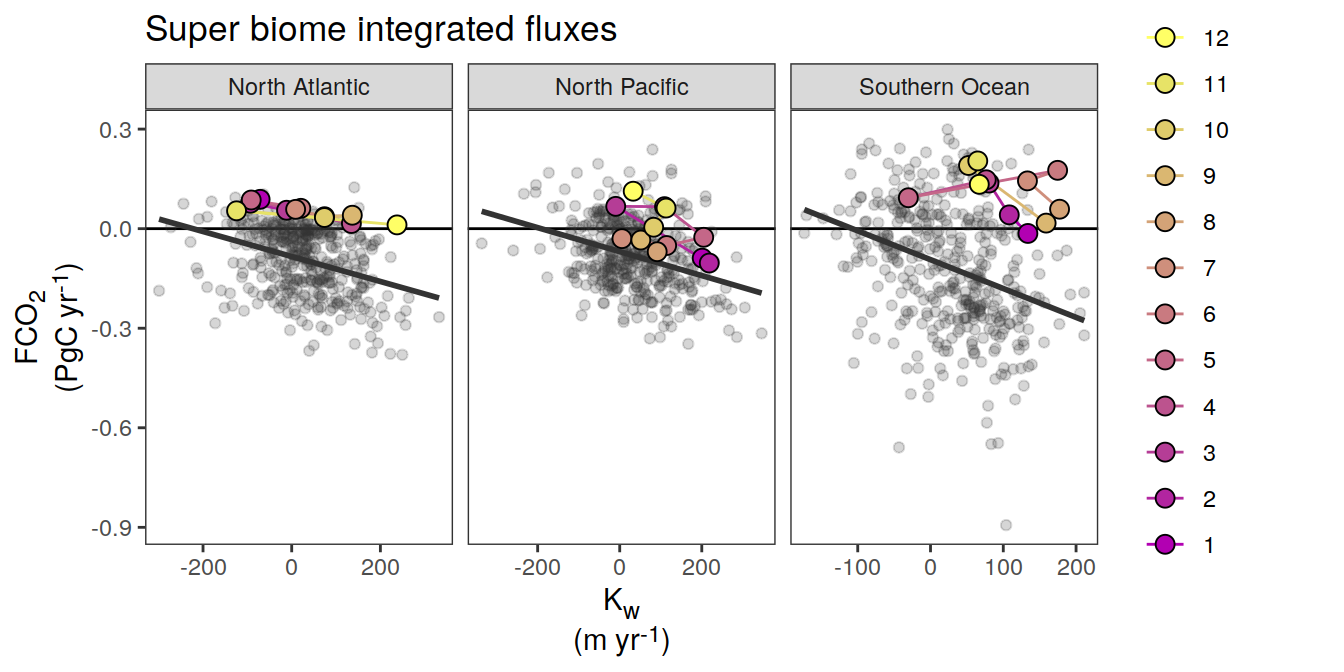 Super biome integrated fluxes
North Atlantic
North Pacific
Southern Ocean
0.3
0.0
-0.3
-0.6
-0.9
FCO₂
(PgC yr⁻¹)
-200 0 200
-200 0 200
-100 0 100 200
K_w
(m yr⁻¹)
12
11
10
9
8
7
6
5
4
3
2
1